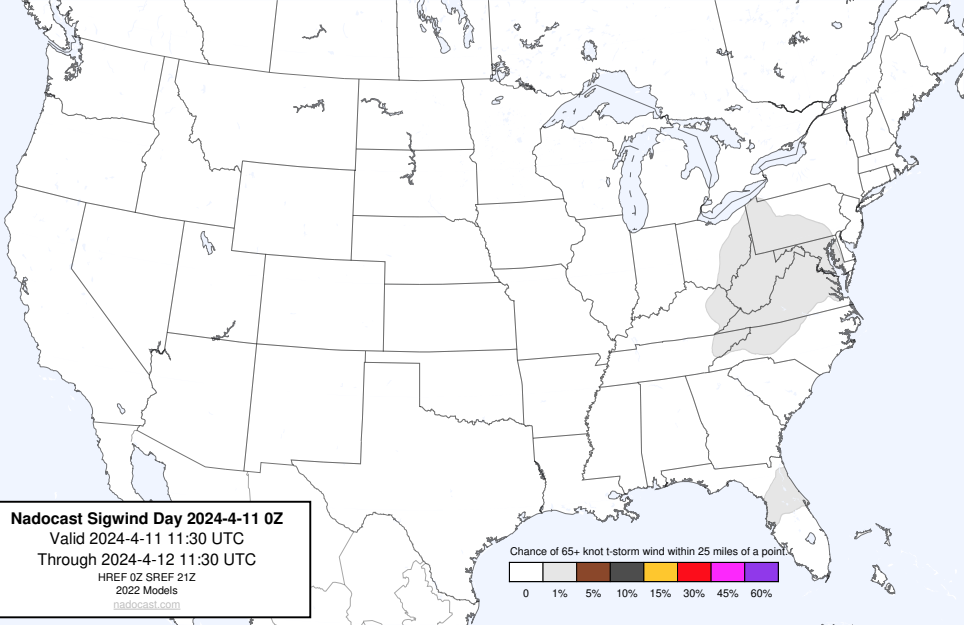 Nadocast Sigwind Day 2024-4-11 0Z
Valid 2024-4-11 11:30 UTC
Through 2024-4-12 11:30 UTC
HREF 0Z SREF 21Z
2022 Models
nadocast.com
Chance of 65+ knot t-storm wind within 25 miles of a point.
0 1% 5% 10% 15% 30% 45% 60%